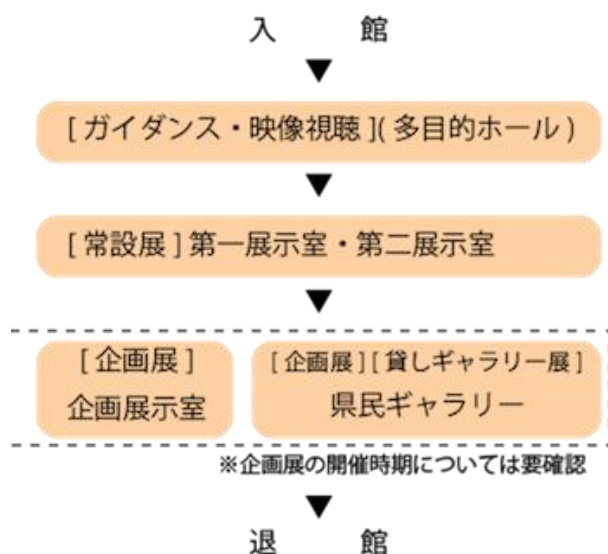 入 館
▼
[ ガイダンス・映像視聴 ]( 多目的ホール )
▼
[ 常設展 ] 第一展示室・第二展示室
▼
[ 企画展 ]
企画展示室
[ 企画展 ] [ 貸しギャラリー展 ]
県民ギャラリー
※企画展の開催時期については要確認
▼
退 館